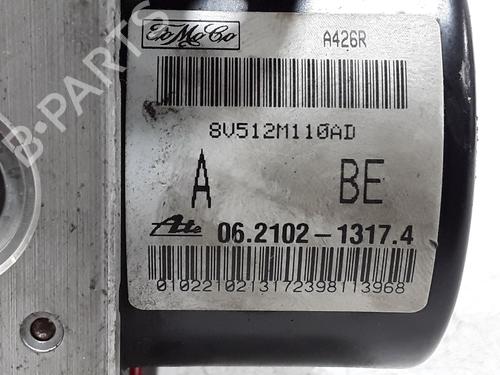 FoMoCo
A426R
8V512M110AD
A BE
Ate 06.2102-1317.4
0102210213172398113968
B-PARTS